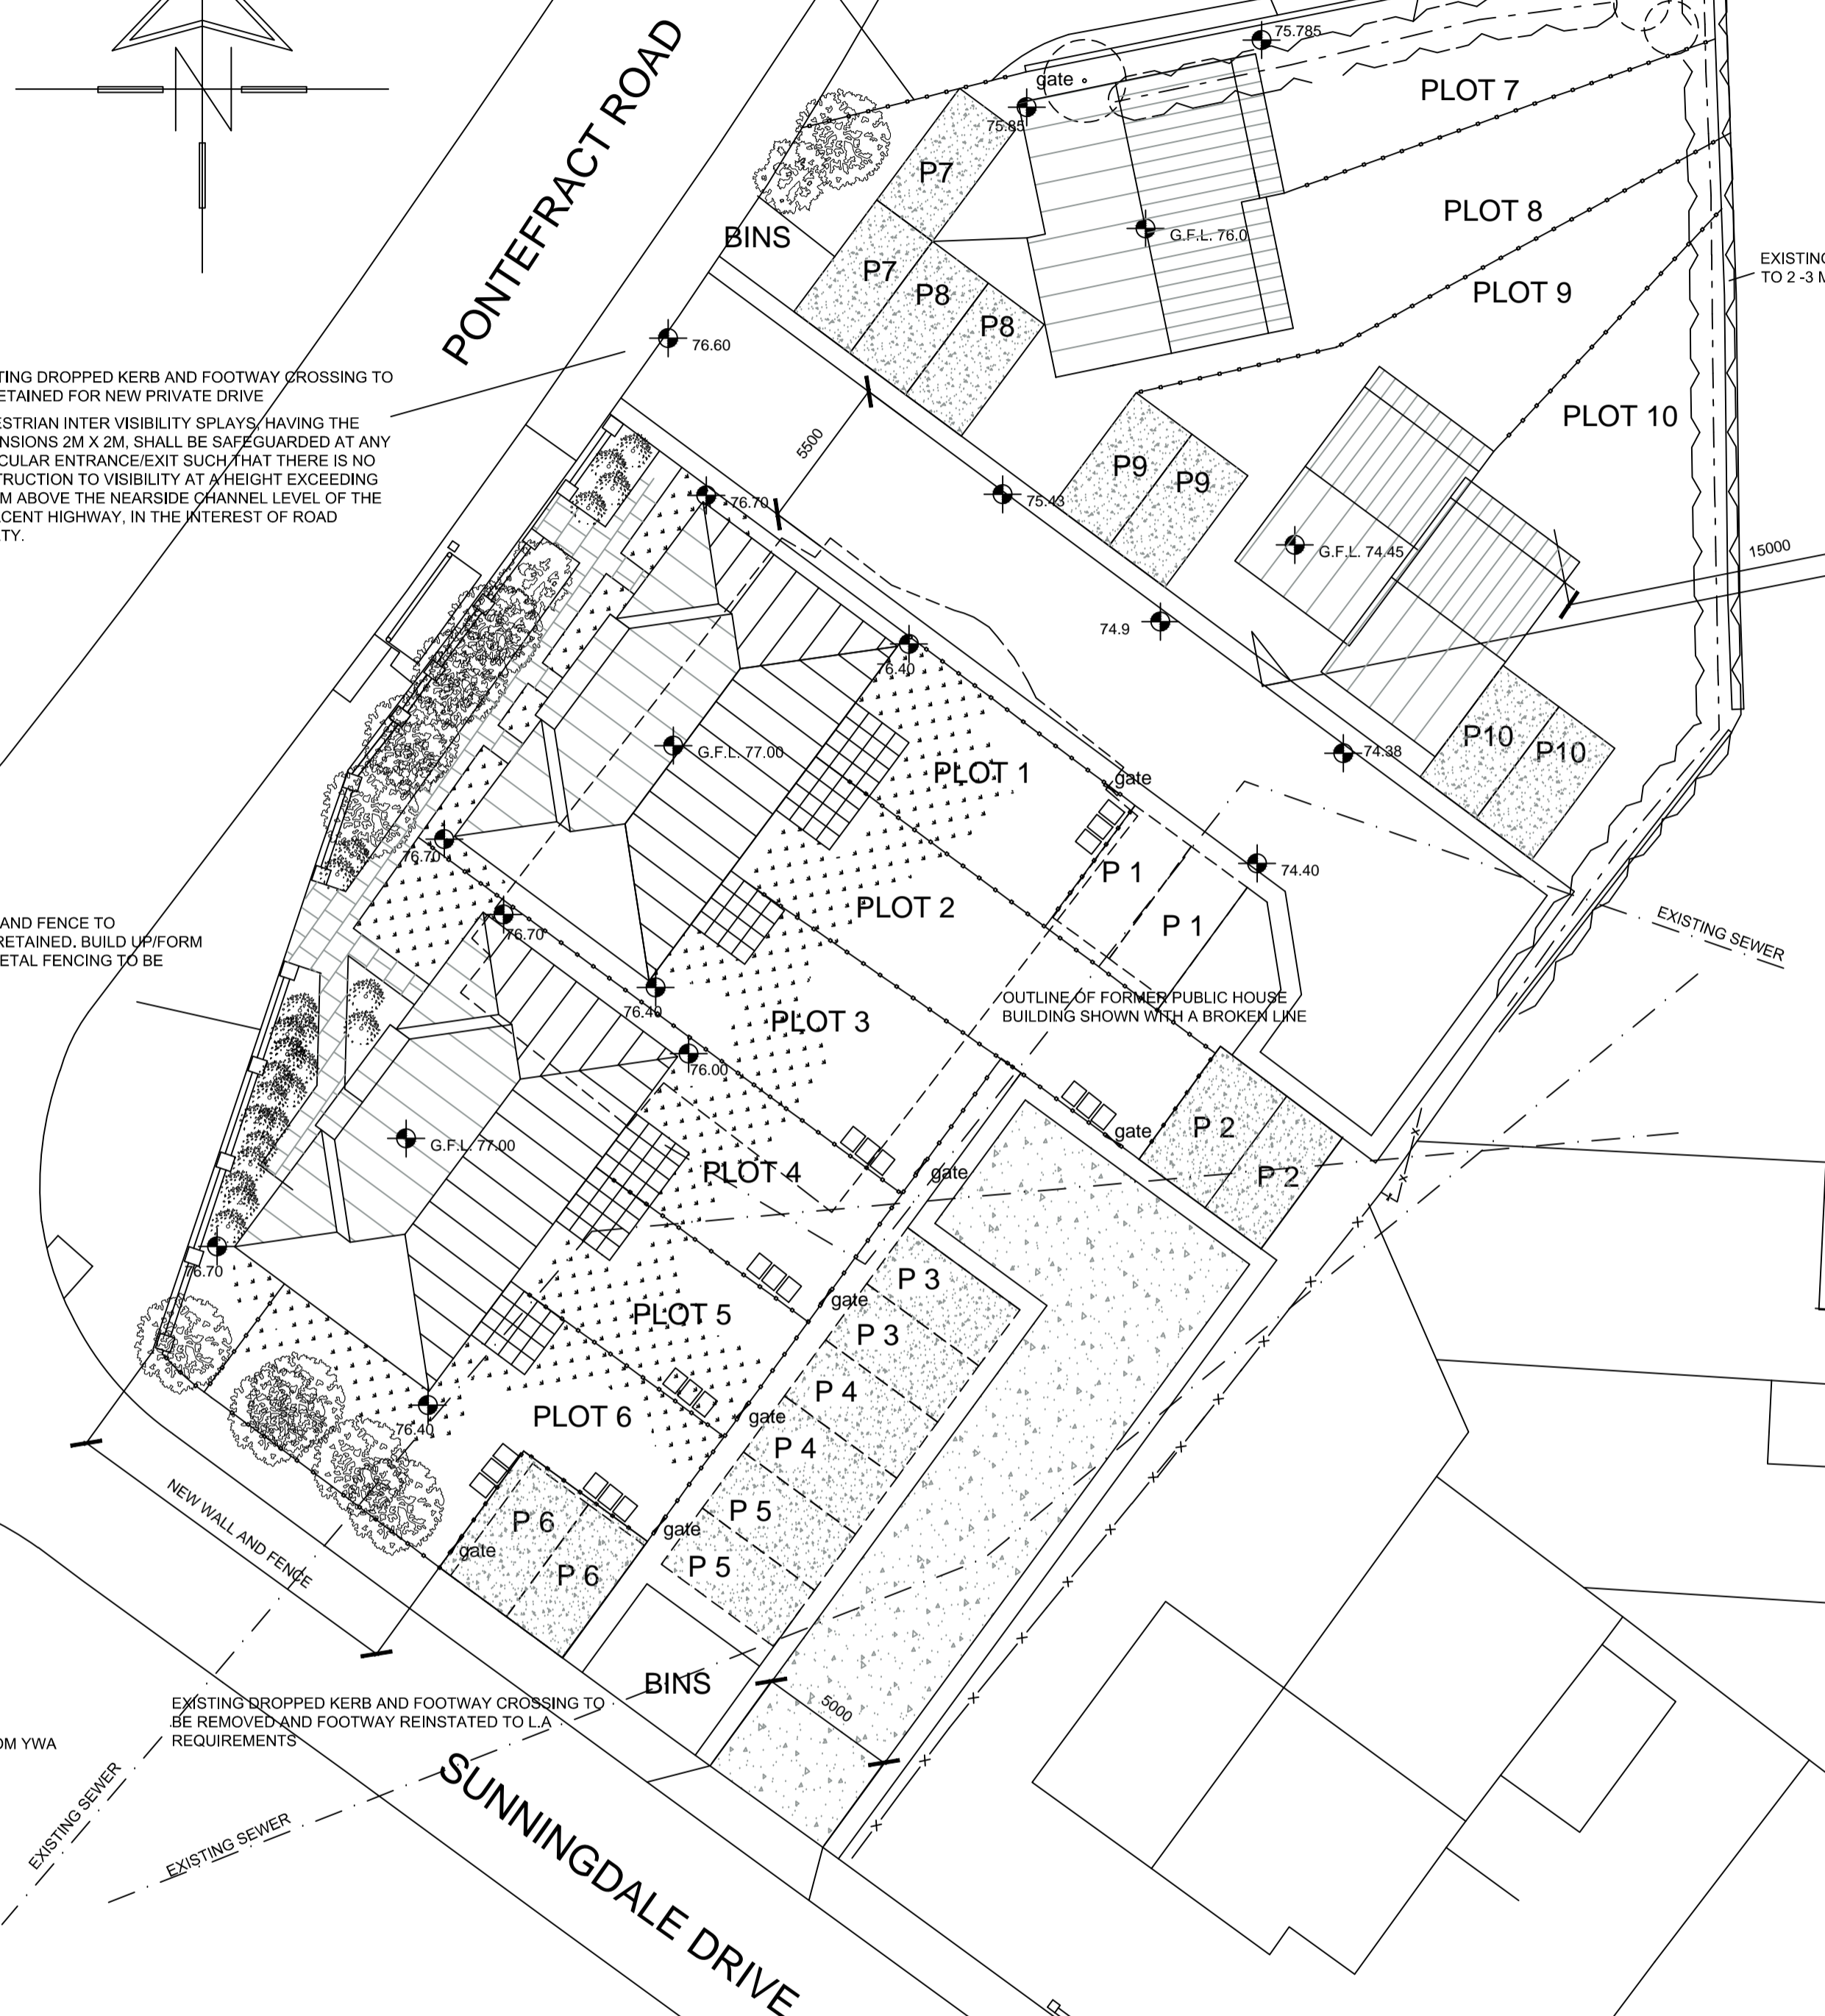 N
PONTEFRACT ROAD
75.785
gate
75.85
PLOT 7
P7
BINS
P7
P8
P8
G.F.L. 76.0
PLOT 8
PLOT 9
EXISTING
TO 2 -3 M
76.60
TING DROPPED KERB AND FOOTWAY CROSSING TO
ETAINED FOR NEW PRIVATE DRIVE
ESTRIAN INTER VISIBILITY SPLAYS, HAVING THE
NSIONS 2M X 2M, SHALL BE SAFEGUARDED AT ANY
CULAR ENTRANCE/EXIT SUCH THAT THERE IS NO
TRUCTION TO VISIBILITY AT A HEIGHT EXCEEDING
M ABOVE THE NEARSIDE CHANNEL LEVEL OF THE
CENT HIGHWAY, IN THE INTEREST OF ROAD
TY.
5500
PLOT 10
P9
P9
76.70
75.43
G.F.L. 74.45
15000
74.9
76.40
G.F.L. 77.00
PLOT 1
gate
74.38
P10
P10
76.70
P 1
74.40
PLOT 2
P 1
AND FENCE TO
RETAINED. BUILD UP/FORM
ETAL FENCING TO BE
76.70
EXISTING SEWER
76.40
PLOT 3
OUTLINE OF FORMER PUBLIC HOUSE
BUILDING SHOWN WITH A BROKEN LINE
76.00
G.F.L. 77.00
P 2
gate
PLOT 4
gate
P 2
76.70
P 3
gate
PLOT 5
P 3
P 4
76.40
PLOT 6
gate
P 4
NEW WALL AND FENCE
P 6
P 5
gate
gate
P 6
P 5
BINS
5000
EXISTING DROPPED KERB AND FOOTWAY CROSSING TO
BE REMOVED AND FOOTWAY REINSTATED TO L.A
REQUIREMENTS
OM YWA
EXISTING SEWER
EXISTING SEWER
SUNNINGDALE DRIVE